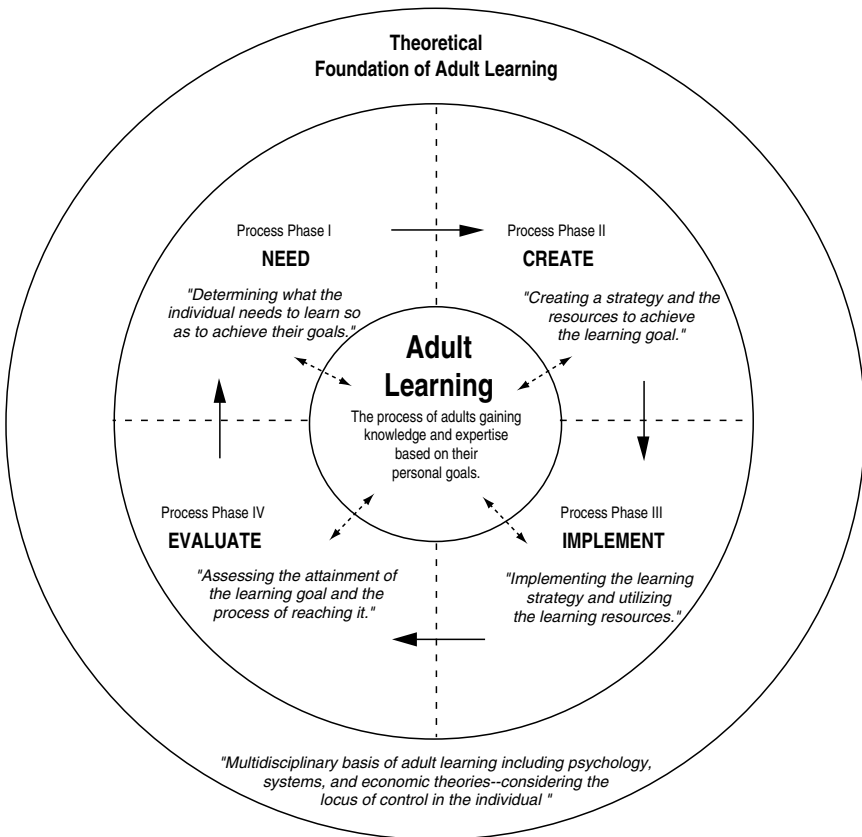 Theoretical
Foundation of Adult Learning
Process Phase I
NEED
"Determining what the
individual needs to learn so
as to achieve their goals."
Process Phase II
CREATE
"Creating a strategy and the
resources to achieve
the learning goal."
Adult
Learning
The process of adults gaining
knowledge and expertise
based on their
personal goals.
Process Phase IV
EVALUATE
"Assessing the attainment of
the learning goal and the
process of reaching it."
Process Phase III
IMPLEMENT
"Implementing the learning
strategy and utilizing
the learning resources."
"Multidisciplinary basis of adult learning including psychology,
systems, and economic theories--considering the
locus of control in the individual "